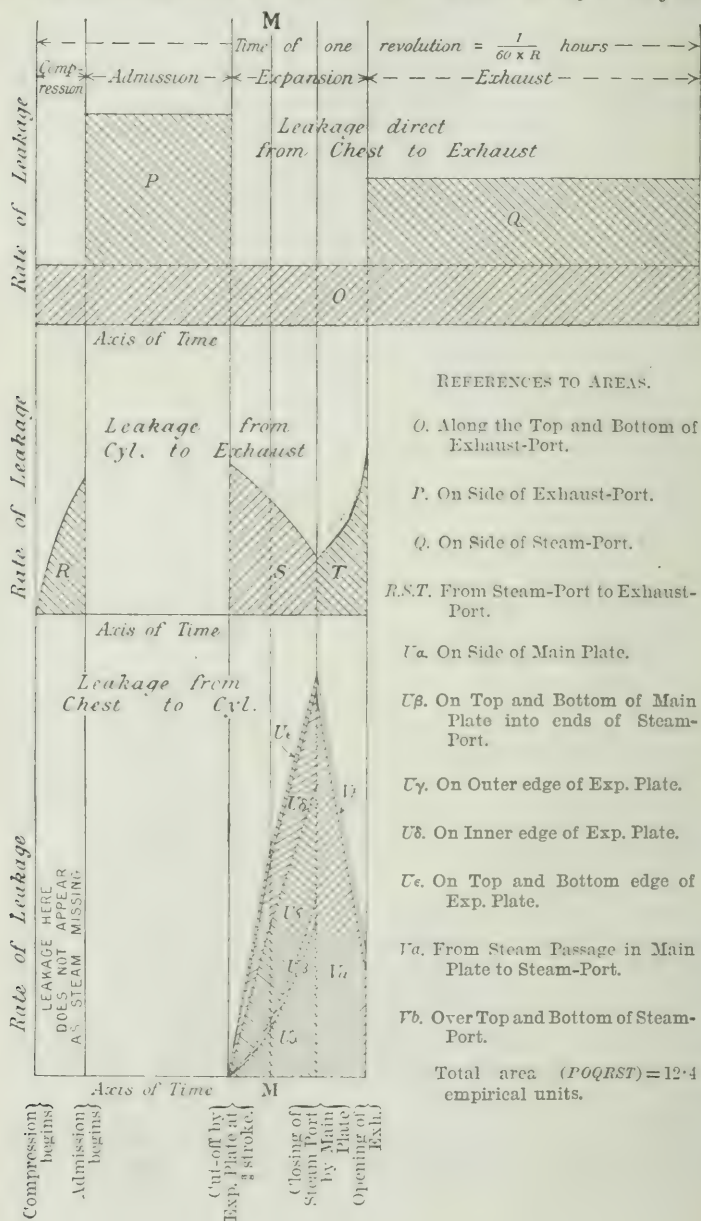 M
Time of one revolution = 1 / 60 × R hours
Comp-
ression
Admission
Expansion
Exhaust
Leakage direct
from Chest to Exhaust
Rate of Leakage
P
Q
O
Axis of Time
Leakage from
Cyl. to Exhaust
Rate of Leakage
R
S
T
Axis of Time
Leakage from
Chest to Cyl.
Rate of Leakage
LEAKAGE HERE
DOES NOT APPEAR
AS STEAM MISSING
Uε
Uδ
Va
Axis of Time
M
Compression
begins
Admission
begins
Cut-off by
Exp. Plate at
a stroke.
Closing of
Steam Port
by Main
Plate
Opening of
Exh.
REFERENCES TO AREAS.
O. Along the Top and Bottom of
Exhaust-Port.
P. On Side of Exhaust-Port.
Q. On Side of Steam-Port.
R.S.T. From Steam-Port to Exhaust-
Port.
Ua. On Side of Main Plate.
Uβ. On Top and Bottom of Main
Plate into ends of Steam-
Port.
Uγ. On Outer edge of Exp. Plate.
Uδ. On Inner edge of Exp. Plate.
Uε. On Top and Bottom edge of
Exp. Plate.
Va. From Steam Passage in Main
Plate to Steam-Port.
Vb. Over Top and Bottom of Steam-
Port.
Total area (POQRST) = 12·4
empirical units.